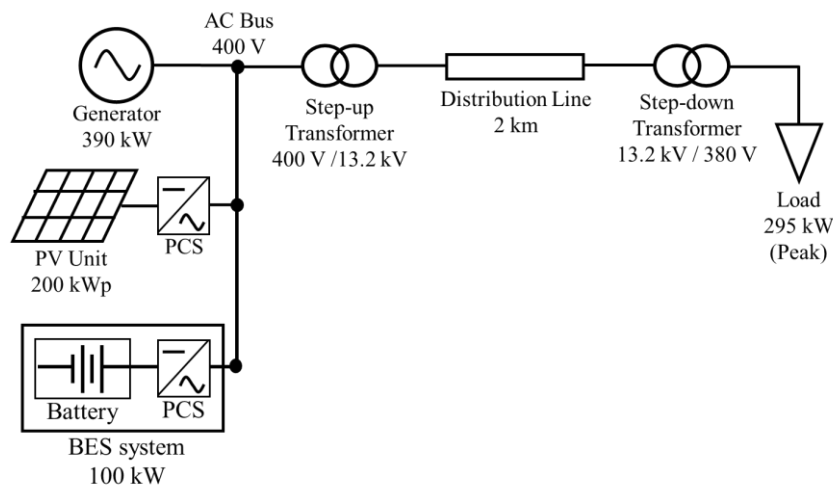 AC Bus
400 V
Generator
390 kW
Step-up
Transformer
400 V /13.2 kV
Distribution Line
2 km
Step-down
Transformer
13.2 kV / 380 V
Load
295 kW
(Peak)
PCS
PV Unit
200 kWp
Battery
PCS
BES system
100 kW